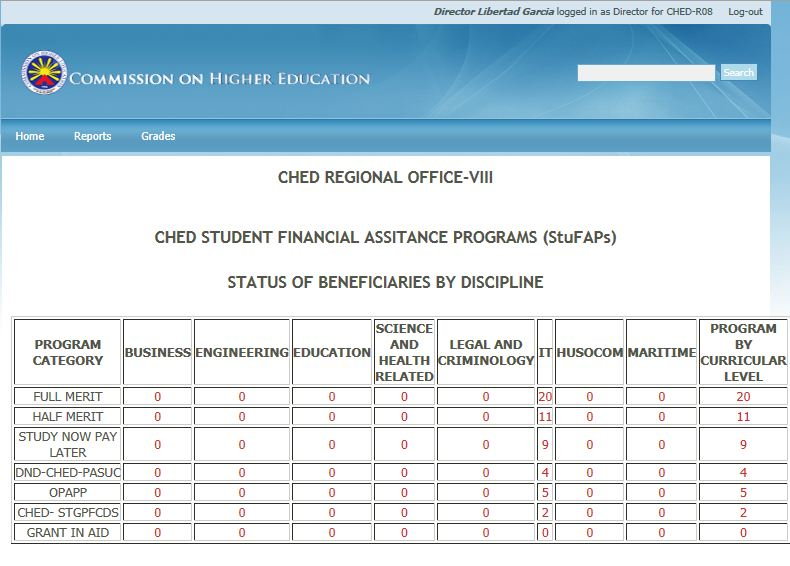 Director Libertad Garcia logged in as Director for CHED-R08 Log-out
COMMISSION ON HIGHER EDUCATION
Search
Home Reports Grades
CHED REGIONAL OFFICE-VIII
CHED STUDENT FINANCIAL ASSITANCE PROGRAMS (StuFAPs)
STATUS OF BENEFICIARIES BY DISCIPLINE
PROGRAM CATEGORY BUSINESS ENGINEERING EDUCATION SCIENCE AND HEALTH RELATED LEGAL AND CRIMINOLOGY IT HUSOCOM MARITIME PROGRAM BY CURRICULAR LEVEL
FULL MERIT 0 0 0 0 0 20 0 0 20
HALF MERIT 0 0 0 0 0 11 0 0 11
STUDY NOW PAY LATER 0 0 0 0 0 9 0 0 9
DND-CHED-PASUC 0 0 0 0 0 4 0 0 4
OPAPP 0 0 0 0 0 5 0 0 5
CHED- STGPFCDS 0 0 0 0 0 2 0 0 2
GRANT IN AID 0 0 0 0 0 0 0 0 0